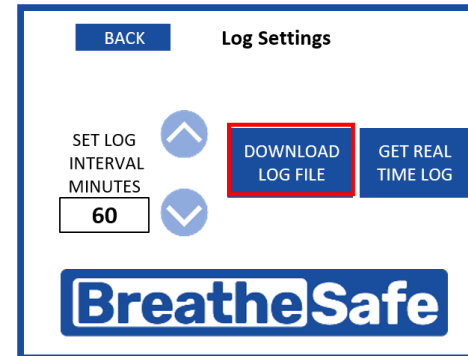 BACK
Log Settings
SET LOG
INTERVAL
MINUTES
60
DOWNLOAD
LOG FILE
GET REAL
TIME LOG
BreatheSafe